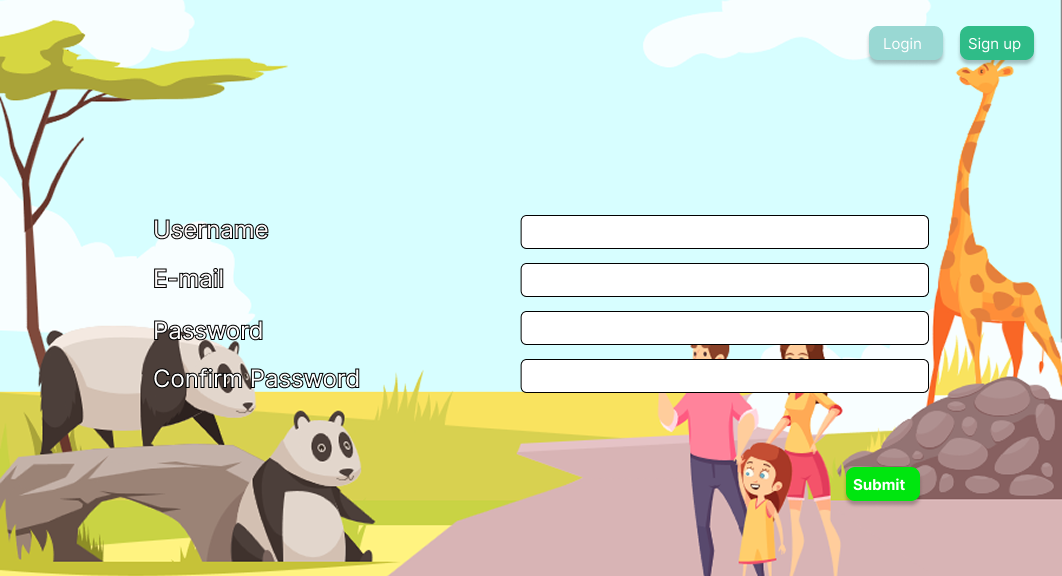 Login
Sign up
Username
E-mail
Password
Confirm Password
Submit